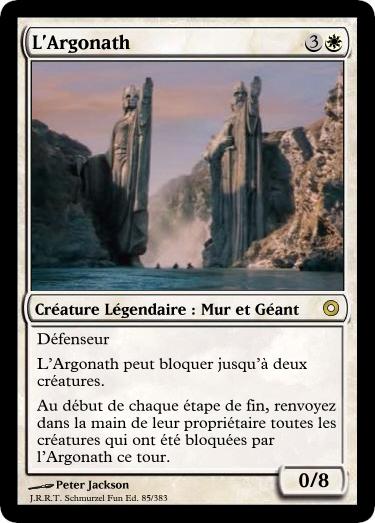 L'Argonath 3
Créature Légendaire : Mur et Géant
Défenseur
L'Argonath peut bloquer jusqu'à deux
créatures.
Au début de chaque étape de fin, renvoyez
dans la main de leur propriétaire toutes les
créatures qui ont été bloquées par
l'Argonath ce tour.
0/8
Peter Jackson
J.R.R.T. Schmurzel Fun Ed. 85/383